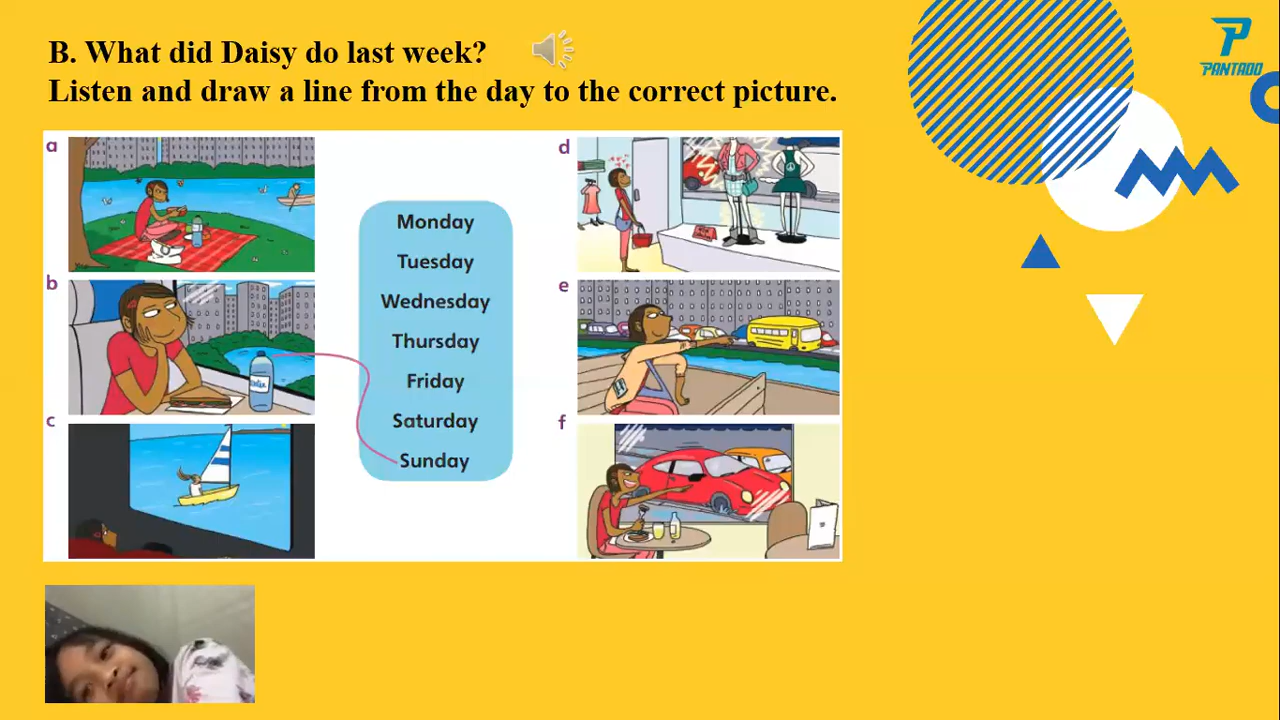 B. What did Daisy do last week?
Listen and draw a line from the day to the correct picture.
PANTADO
a
b
c
Monday
Tuesday
Wednesday
Thursday
Friday
Saturday
Sunday
d
e
f